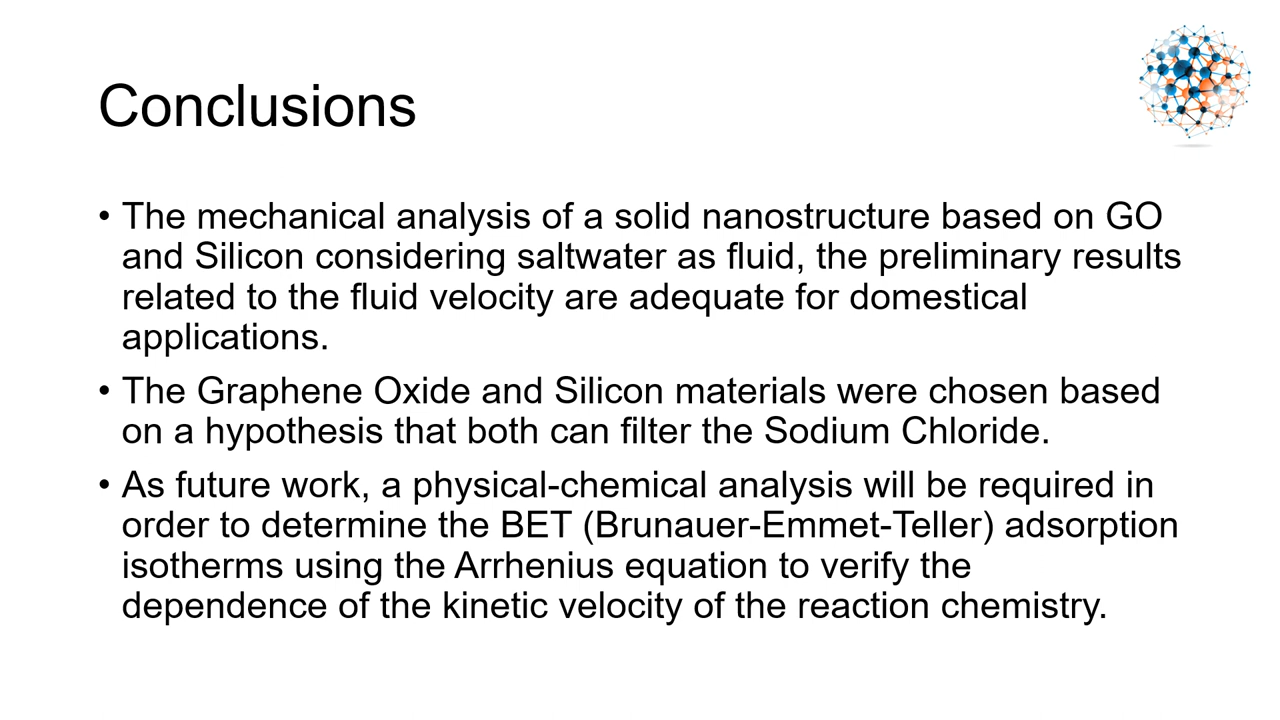 Conclusions
• The mechanical analysis of a solid nanostructure based on GO
and Silicon considering saltwater as fluid, the preliminary results
related to the fluid velocity are adequate for domestical
applications.
• The Graphene Oxide and Silicon materials were chosen based
on a hypothesis that both can filter the Sodium Chloride.
• As future work, a physical-chemical analysis will be required in
order to determine the BET (Brunauer-Emmet-Teller) adsorption
isotherms using the Arrhenius equation to verify the
dependence of the kinetic velocity of the reaction chemistry.